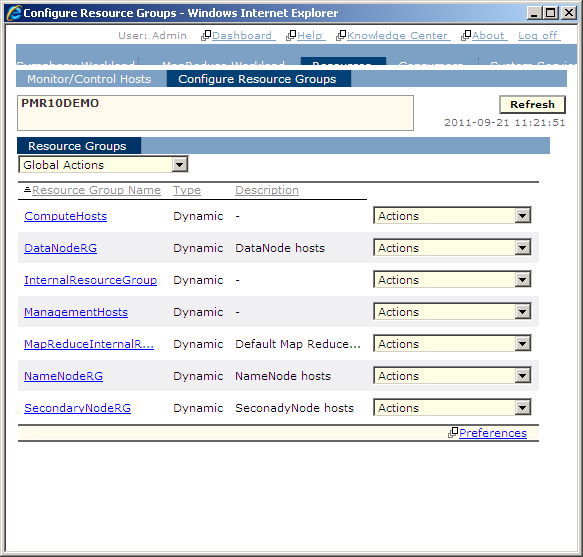 Configure Resource Groups - Windows Internet Explorer
User: Admin Dashboard Help Knowledge Center About Log off
Symphony Workload MapReduce Workload Resources Consumers System Service
Monitor/Control Hosts Configure Resource Groups
PMR10DEMO
Refresh
2011-09-21 11:21:51
Resource Groups
Global Actions
Resource Group Name Type Description
ComputeHosts Dynamic - Actions
DataNodeRG Dynamic DataNode hosts Actions
InternalResourceGroup Dynamic - Actions
ManagementHosts Dynamic - Actions
MapReduceInternalR... Dynamic Default Map Reduce... Actions
NameNodeRG Dynamic NameNode hosts Actions
SecondaryNodeRG Dynamic SeconadyNode hosts Actions
Preferences